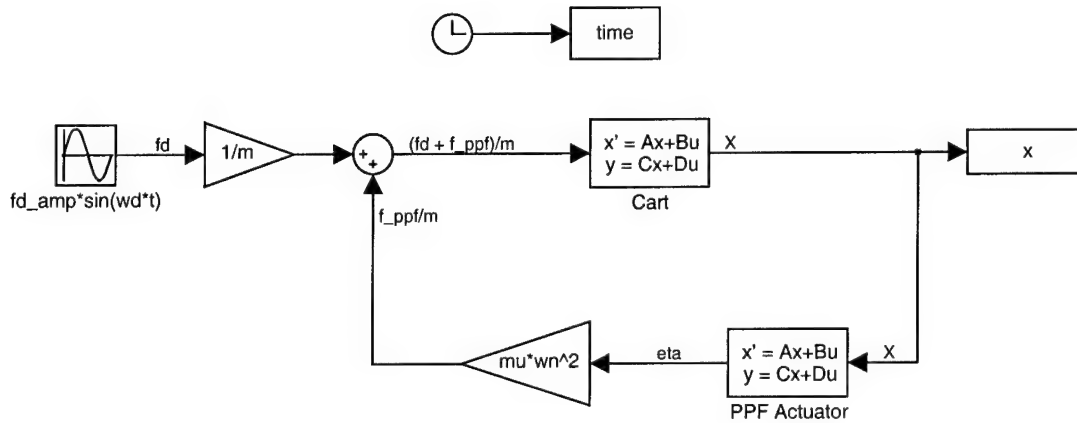 time
fd
1/m
(fd + f_ppf)/m
x' = Ax+Bu
y = Cx+Du
X
x
fd_amp*sin(wd*t)
Cart
f_ppf/m
mu*wn^2
eta
x' = Ax+Bu
y = Cx+Du
X
PPF Actuator